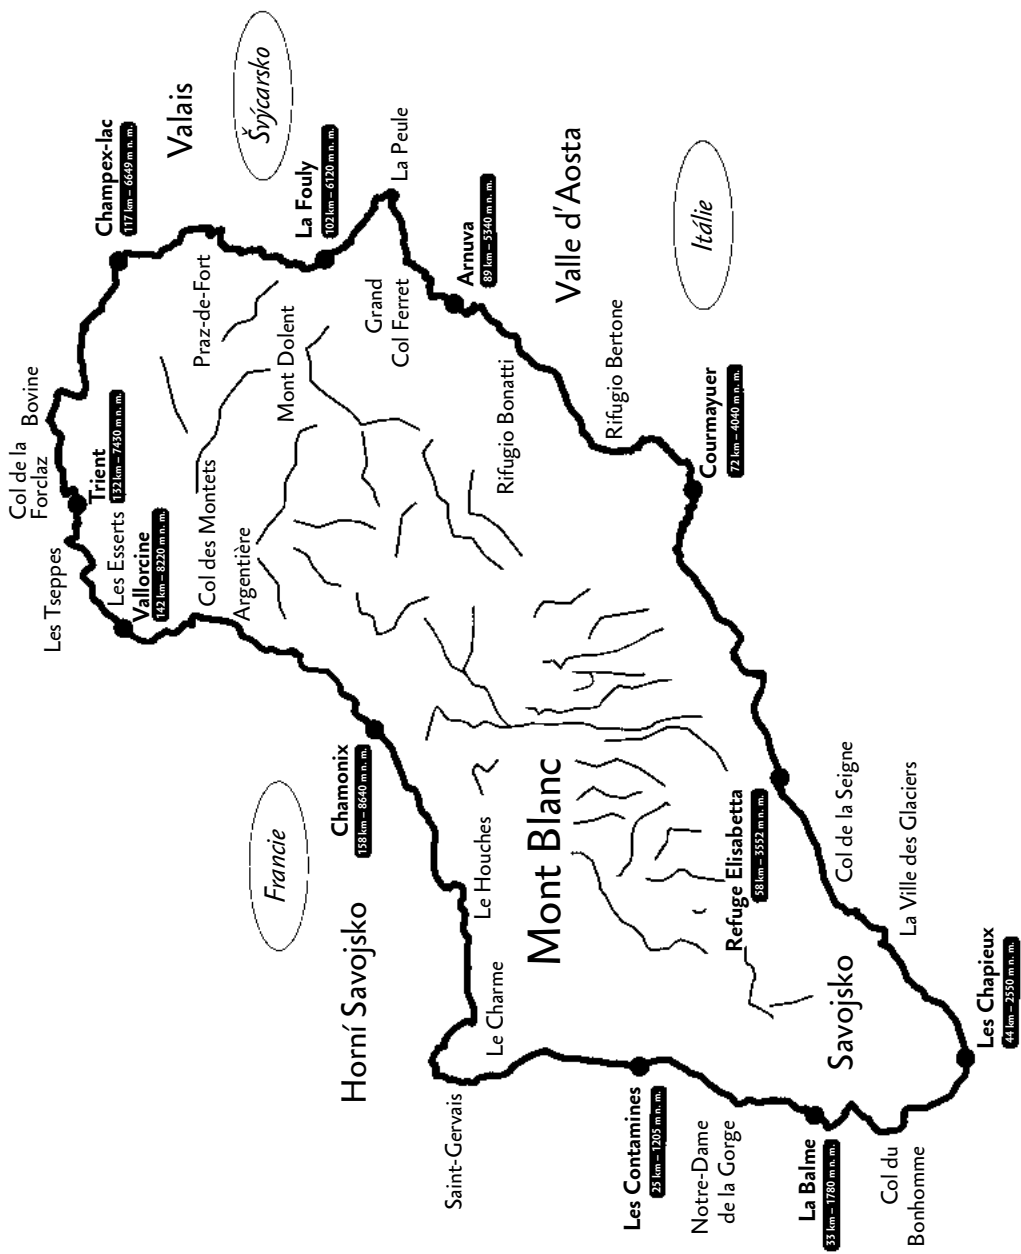 Col de la
Forclaz
Bovine
Les Tseppes
Trient
132 km – 7430 m n. m.
Champex-lac
117 km – 6649 m n. m.
Les Esserts
Vallorcine
142 km – 8220 m n. m.
Valais
Col des Montets
Praz-de-Fort
Argentière
Švýcarsko
Francie
Mont Dolent
La Fouly
102 km – 6120 m n. m.
Chamonix
158 km – 8640 m n. m.
Horní Savojsko
Grand
Col Ferret
La Peule
Saint-Gervais
Arnuva
89 km – 5340 m n. m.
Le Houches
Le Charme
Rifugio Bonatti
Mont Blanc
Valle d'Aosta
Rifugio Bertone
Les Contamines
25 km – 1205 m n. m.
Itálie
Courmayuer
72 km – 4040 m n. m.
Notre-Dame
de la Gorge
Refuge Elisabetta
58 km – 3552 m n. m.
La Balme
33 km – 1780 m n. m.
Savojsko
Col de la Seigne
Col du
Bonhomme
La Ville des Glaciers
Les Chapieux
44 km – 2550 m n. m.